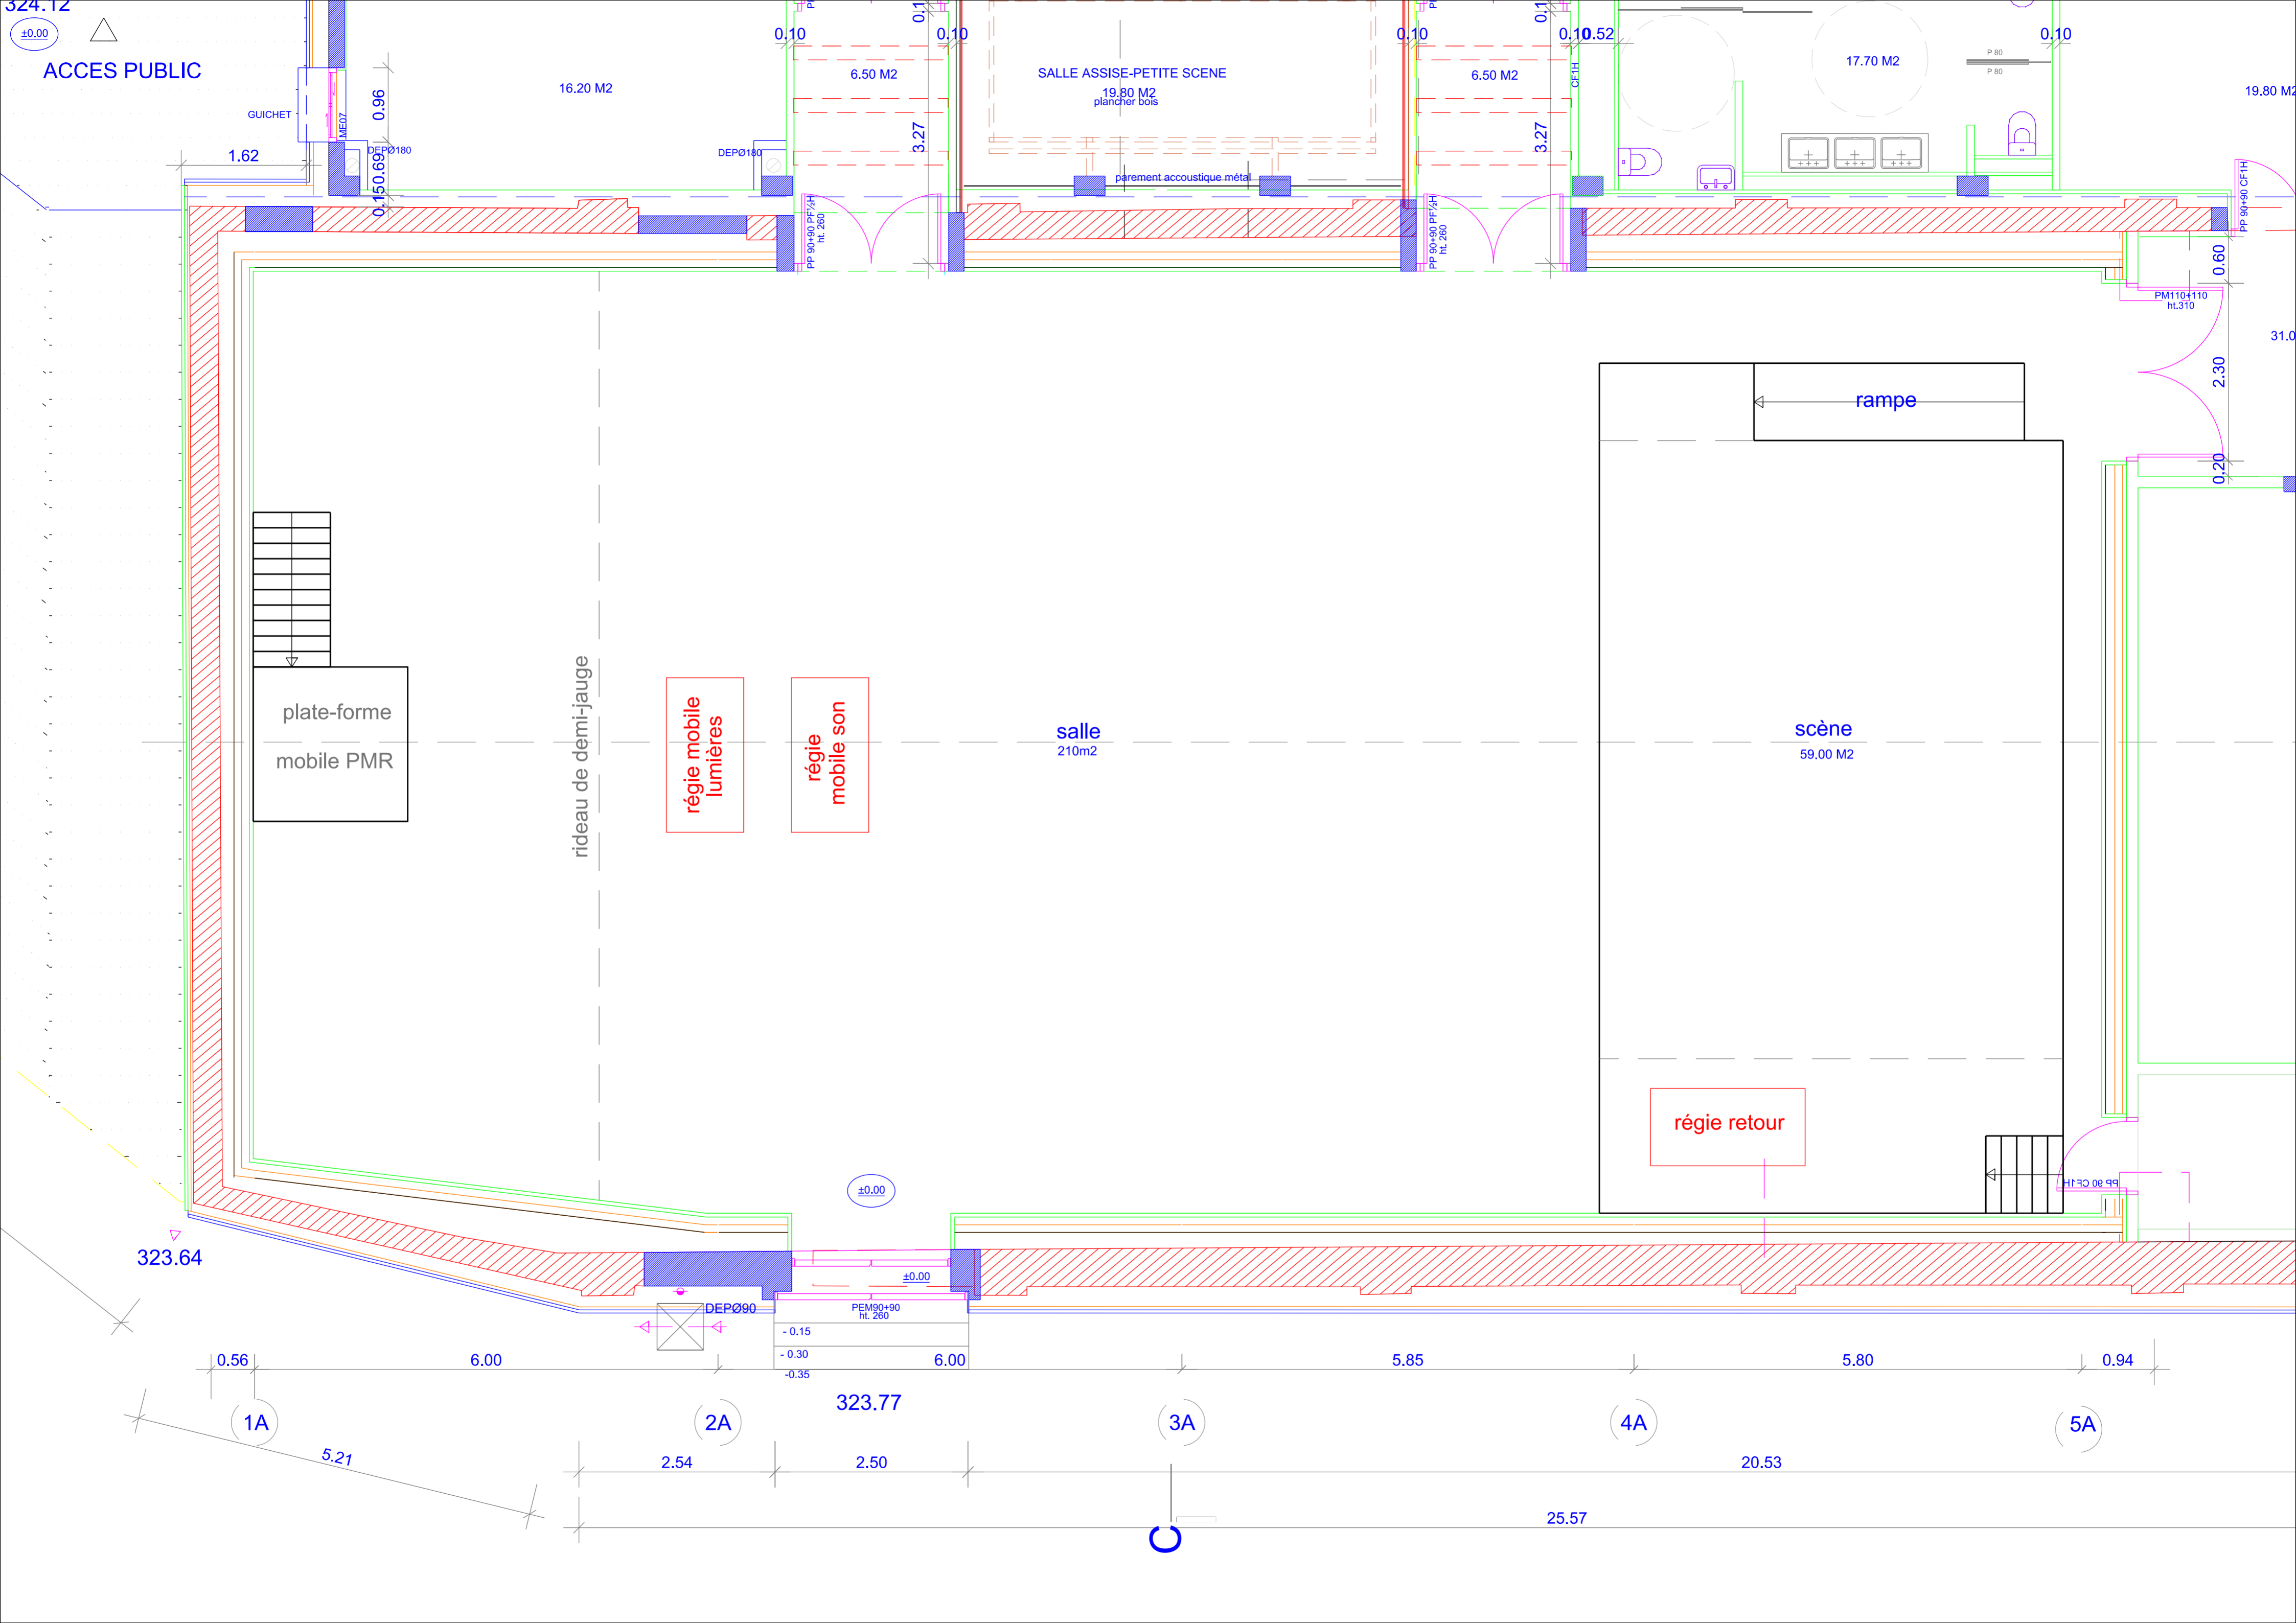 324.12
±0.00
ACCES PUBLIC
GUICHET
ME07
0.96
DEPØ180
0.69
0.15
1.62
16.20 M2
DEPØ180
0.10
6.50 M2
0.10
3.27
PP 90+90 PF½H
ht. 260
SALLE ASSISE-PETITE SCENE
19.80 M2
plancher bois
parement accoustique métal
0.10
6.50 M2
0.10
0.52
CF1H
3.27
PP 90+90 PF½H
ht. 260
17.70 M2
P 80
P 80
0.10
19.80 M2
PP 90+90 CF1H
0.60
PM110+110
ht.310
2.30
0.20
rampe
plate-forme
mobile PMR
rideau de demi-jauge
régie mobile
lumières
régie
mobile son
salle
210m2
scène
59.00 M2
régie retour
PP 90 CF1H
±0.00
±0.00
323.64
DEPØ90
PEM90+90
ht. 260
- 0.15
- 0.30
-0.35
0.56
6.00
6.00
5.85
5.80
0.94
323.77
1A
2A
3A
4A
5A
5.21
2.54
2.50
20.53
25.57
C